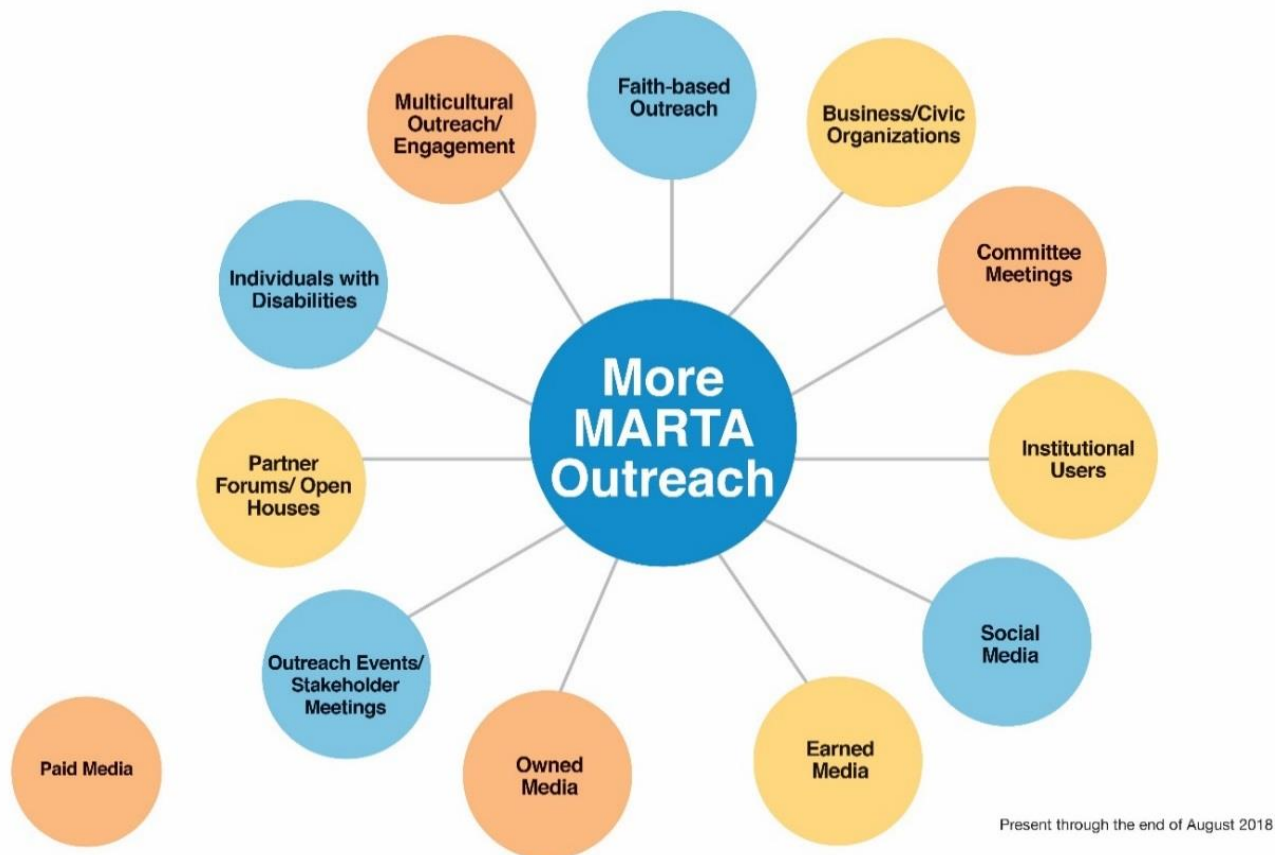 Faith-based
Outreach
Business/Civic
Organizations
Committee
Meetings
Institutional
Users
Social
Media
Earned
Media
Owned
Media
Outreach Events/
Stakeholder
Meetings
Partner
Forums/ Open
Houses
Individuals with
Disabilities
Multicultural
Outreach/
Engagement
More
MARTA
Outreach
Paid Media
Present through the end of August 2018